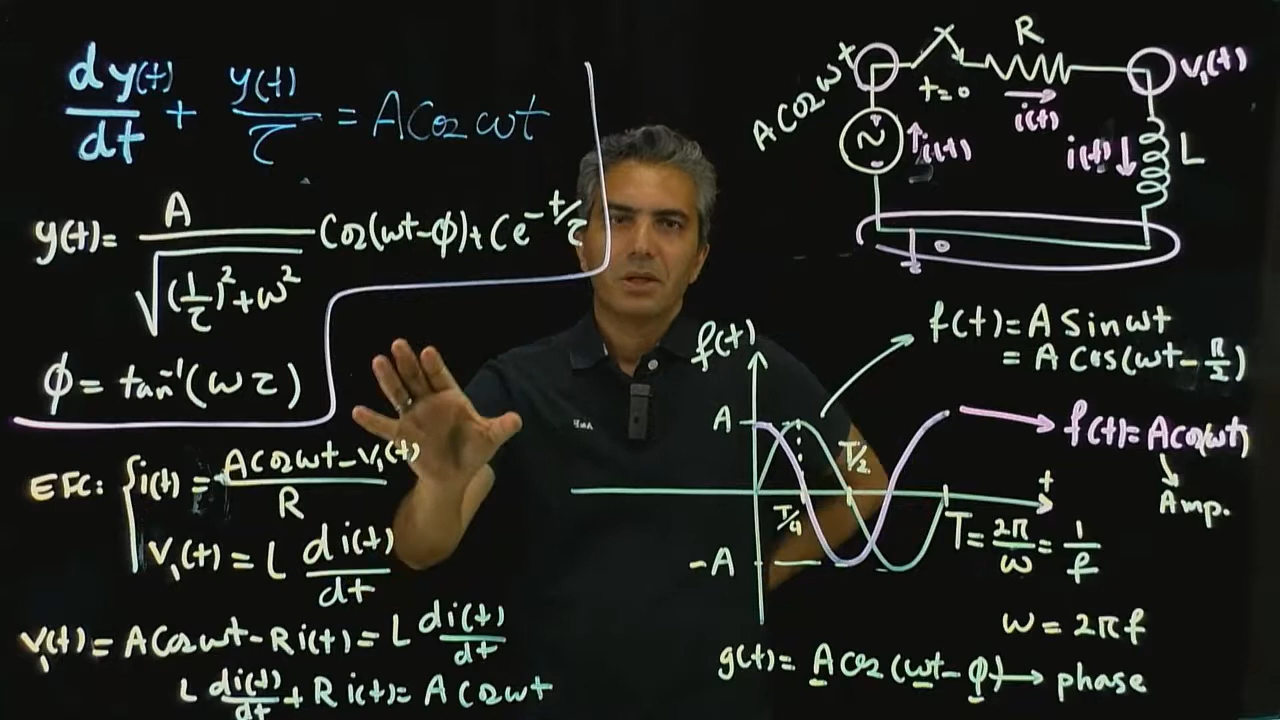 dy(t)/dt + y(t)/τ = A Cos ωt
y(t) = A/√((1/τ)²+ω²) Cos(ωt-φ) + Ce^-t/τ
φ = tan⁻¹(ωτ)
EFC: { i(t) = (A cos ωt - v₁(t))/R
v₁(t) = L di(t)/dt
v₁(t) = A Cos ωt - R i(t) = L di(t)/dt
L di(t)/dt + R i(t) = A Cos ωt
A cos ωt
t=0
R
i(t)
v₁(t)
i(t)
i(t)
L
0
f(t)
f(t) = A Sin ωt
= A cos(ωt - π/2)
A
T/2
T/4
-A
f(t) = A cos(ωt)
Amp.
t
T = 2π/ω = 1/f
ω = 2πf
g(t) = A cos(ωt - φ) → phase